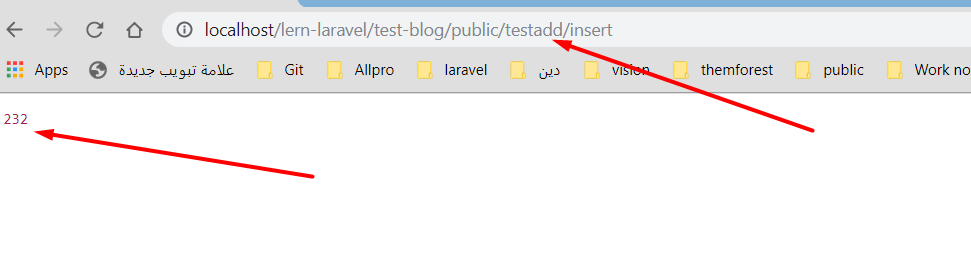 localhost/lern-laravel/test-blog/public/testadd/insert
Apps علامة تبويب جديدة Git Allpro laravel دين vision themforest public Work no
232